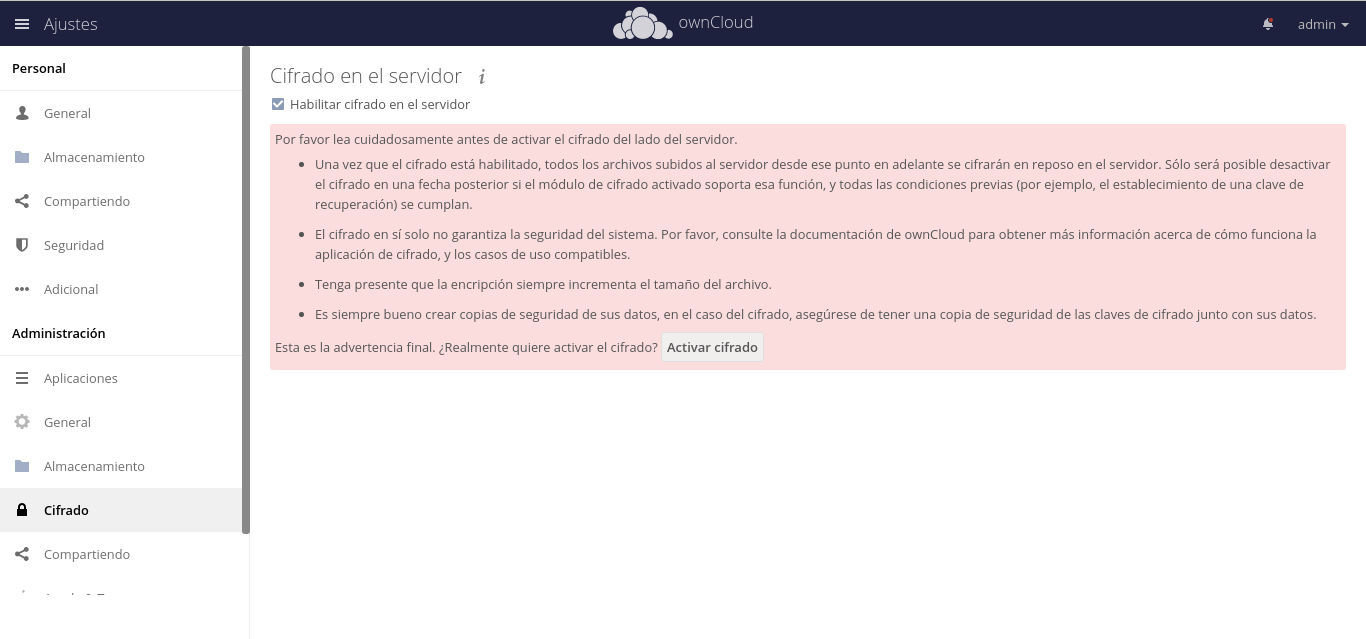 Ajustes
ownCloud
admin
Personal
General
Almacenamiento
Compartiendo
Seguridad
Adicional
Administración
Aplicaciones
General
Almacenamiento
Cifrado
Compartiendo
Cifrado en el servidor i
Habilitar cifrado en el servidor
Por favor lea cuidadosamente antes de activar el cifrado del lado del servidor.
Una vez que el cifrado está habilitado, todos los archivos subidos al servidor desde ese punto en adelante se cifrarán en reposo en el servidor. Sólo será posible desactivar
el cifrado en una fecha posterior si el módulo de cifrado activado soporta esa función, y todas las condiciones previas (por ejemplo, el establecimiento de una clave de
recuperación) se cumplan.
El cifrado en sí solo no garantiza la seguridad del sistema. Por favor, consulte la documentación de ownCloud para obtener más información acerca de cómo funciona la
aplicación de cifrado, y los casos de uso compatibles.
Tenga presente que la encripción siempre incrementa el tamaño del archivo.
Es siempre bueno crear copias de seguridad de sus datos, en el caso del cifrado, asegúrese de tener una copia de seguridad de las claves de cifrado junto con sus datos.
Esta es la advertencia final. ¿Realmente quiere activar el cifrado? Activar cifrado